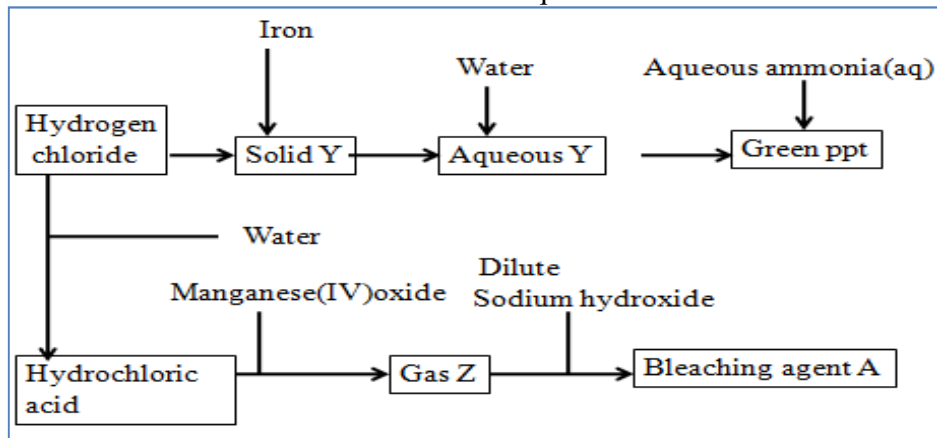 Iron
Water
Aqueous ammonia(aq)
Hydrogen
chloride
Solid Y
Aqueous Y
Green ppt
Water
Dilute
Sodium hydroxide
Manganese(IV)oxide
Hydrochloric
acid
Gas Z
Bleaching agent A